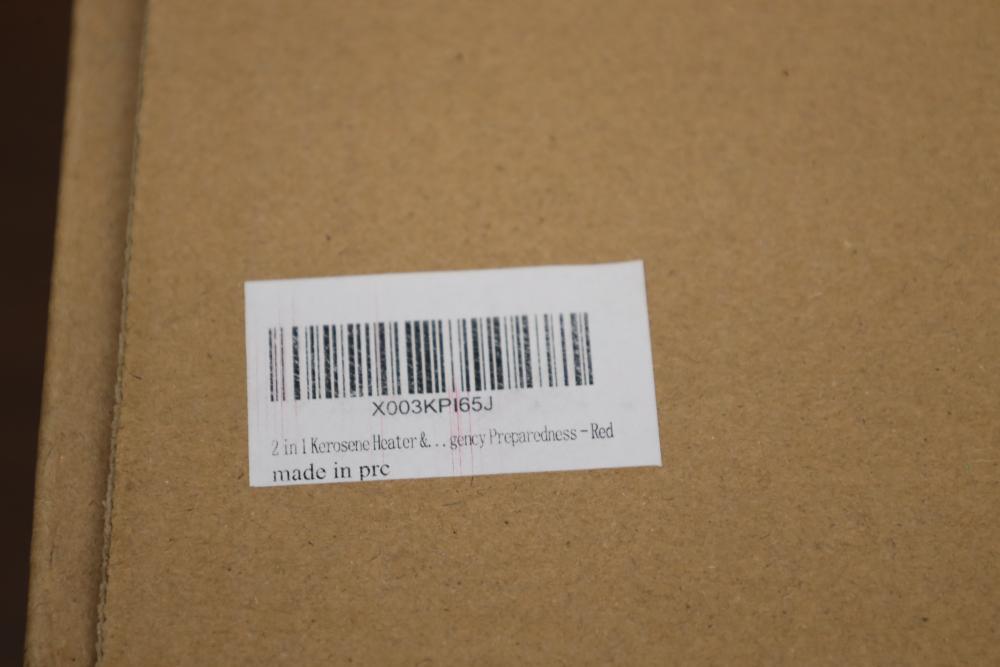 X003KPI65J
2 in 1 Kerosene Heater &...gency Preparedness - Red
made in prc